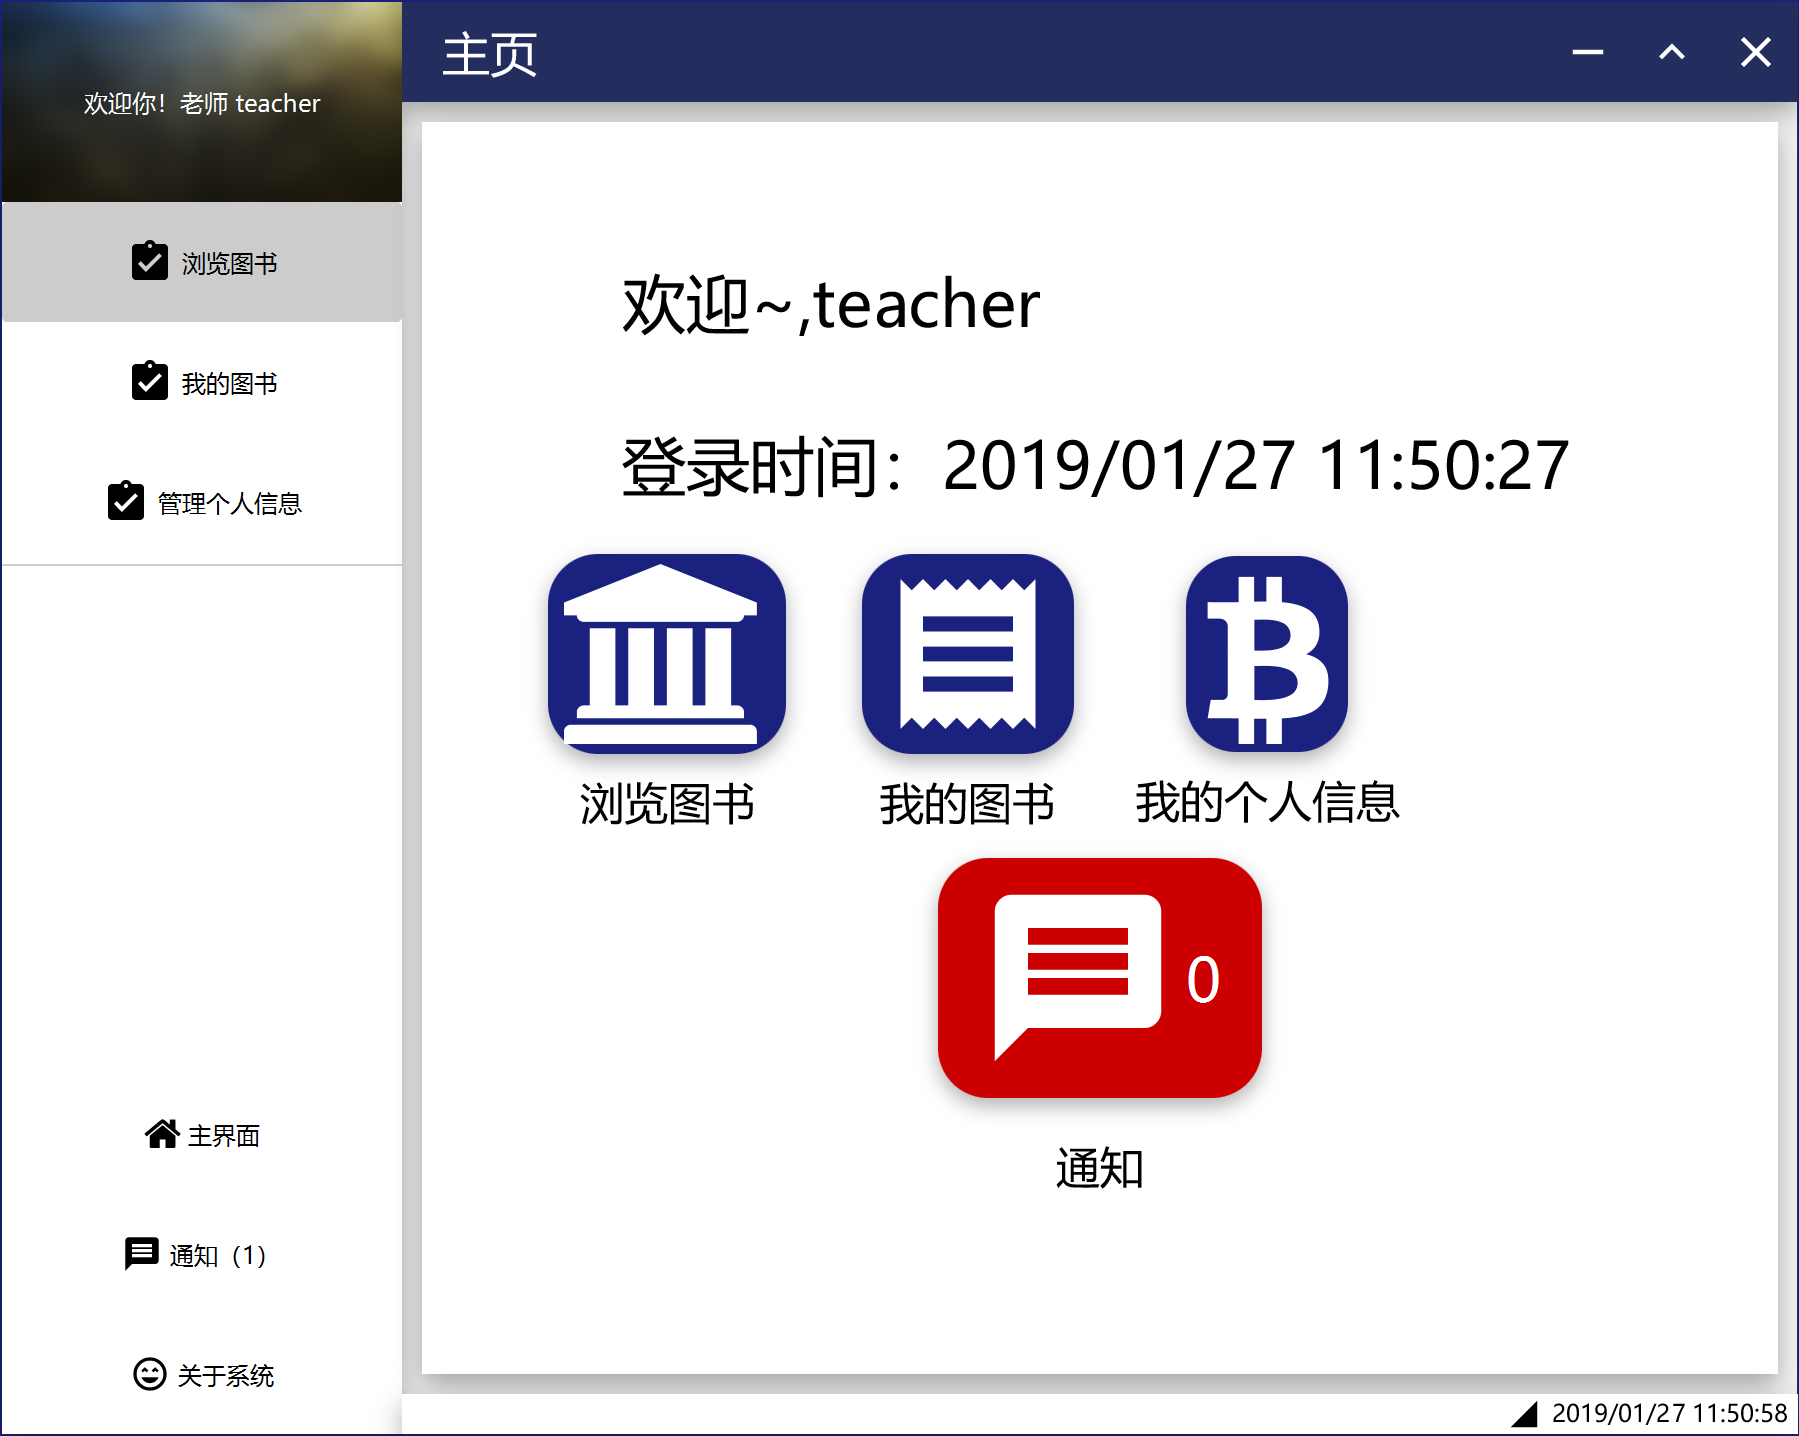 欢迎你！老师 teacher
主页
浏览图书
我的图书
管理个人信息
欢迎~,teacher
登录时间：2019/01/27 11:50:27
浏览图书
我的图书
我的个人信息
0
通知
主界面
通知（1）
关于系统
2019/01/27 11:50:58